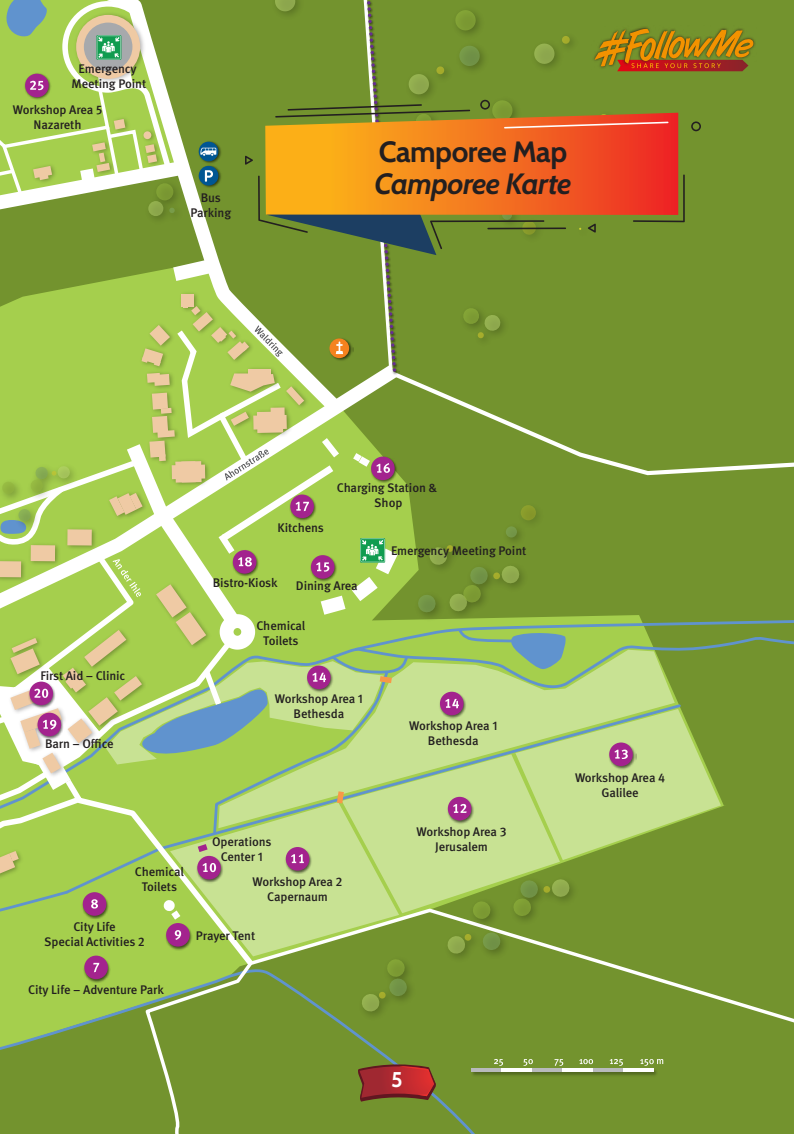 #FollowMe
SHARE YOUR STORY
Emergency
Meeting Point
25
Workshop Area 5
Nazareth
Camporee Map
Camporee Karte
P
Bus
Parking
Waldring
Ahornstraße
16
Charging Station &
Shop
17
Kitchens
Emergency Meeting Point
18
Bistro-Kiosk
15
Dining Area
An der Ihle
Chemical
Toilets
First Aid – Clinic
20
19
Barn – Office
14
Workshop Area 1
Bethesda
14
Workshop Area 1
Bethesda
13
Workshop Area 4
Galilee
12
Workshop Area 3
Jerusalem
Operations
Center 1
10
11
Workshop Area 2
Capernaum
Chemical
Toilets
8
City Life
Special Activities 2
9
Prayer Tent
7
City Life – Adventure Park
25 50 75 100 125 150 m
5